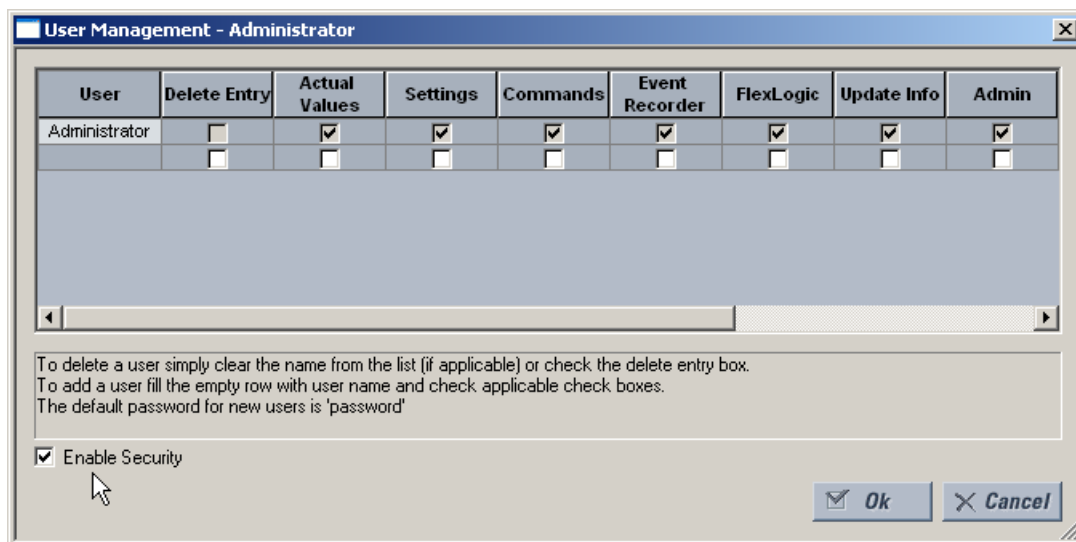 User Management - Administrator
User Delete Entry Actual Values Settings Commands Event Recorder FlexLogic Update Info Admin
Administrator
To delete a user simply clear the name from the list (if applicable) or check the delete entry box.
To add a user fill the empty row with user name and check applicable check boxes.
The default password for new users is 'password'
Enable Security
Ok Cancel